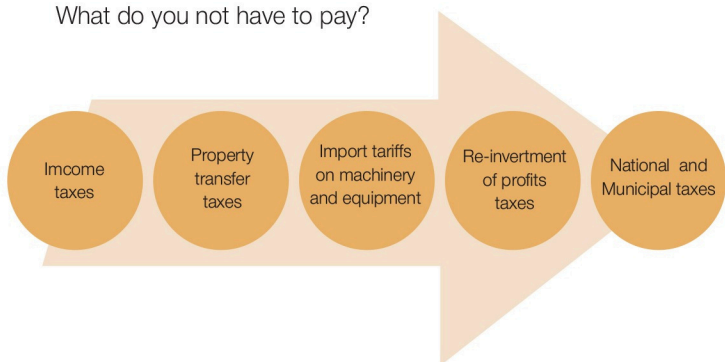 What do you not have to pay?
Imcome
taxes
Property
transfer
taxes
Import tariffs
on machinery
and equipment
Re-invertment
of profits
taxes
National and
Municipal taxes